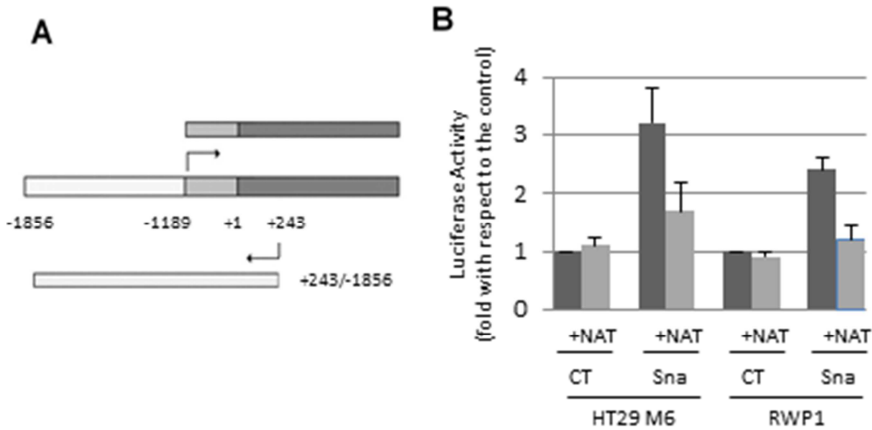 A
-1856
-1189
+1
+243
+243/-1856
B
Luciferase Activity
(fold with respect to the control)
4
3
2
1
0
+NAT
+NAT
+NAT
+NAT
CT
Sna
CT
Sna
HT29 M6
RWP1